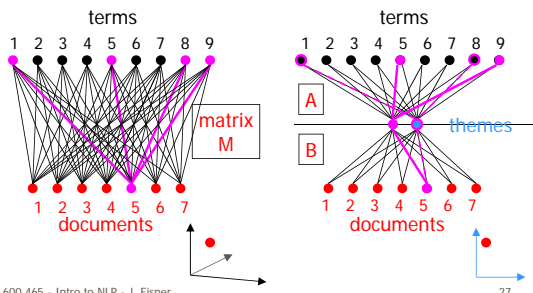 terms
1 2 3 4 5 6 7 8 9
matrix
M
1 2 3 4 5 6 7
documents
terms
1 2 3 4 5 6 7 8 9
A
themes
B
1 2 3 4 5 6 7
documents
600.465 - Intro to NLP - J. Eisner
27